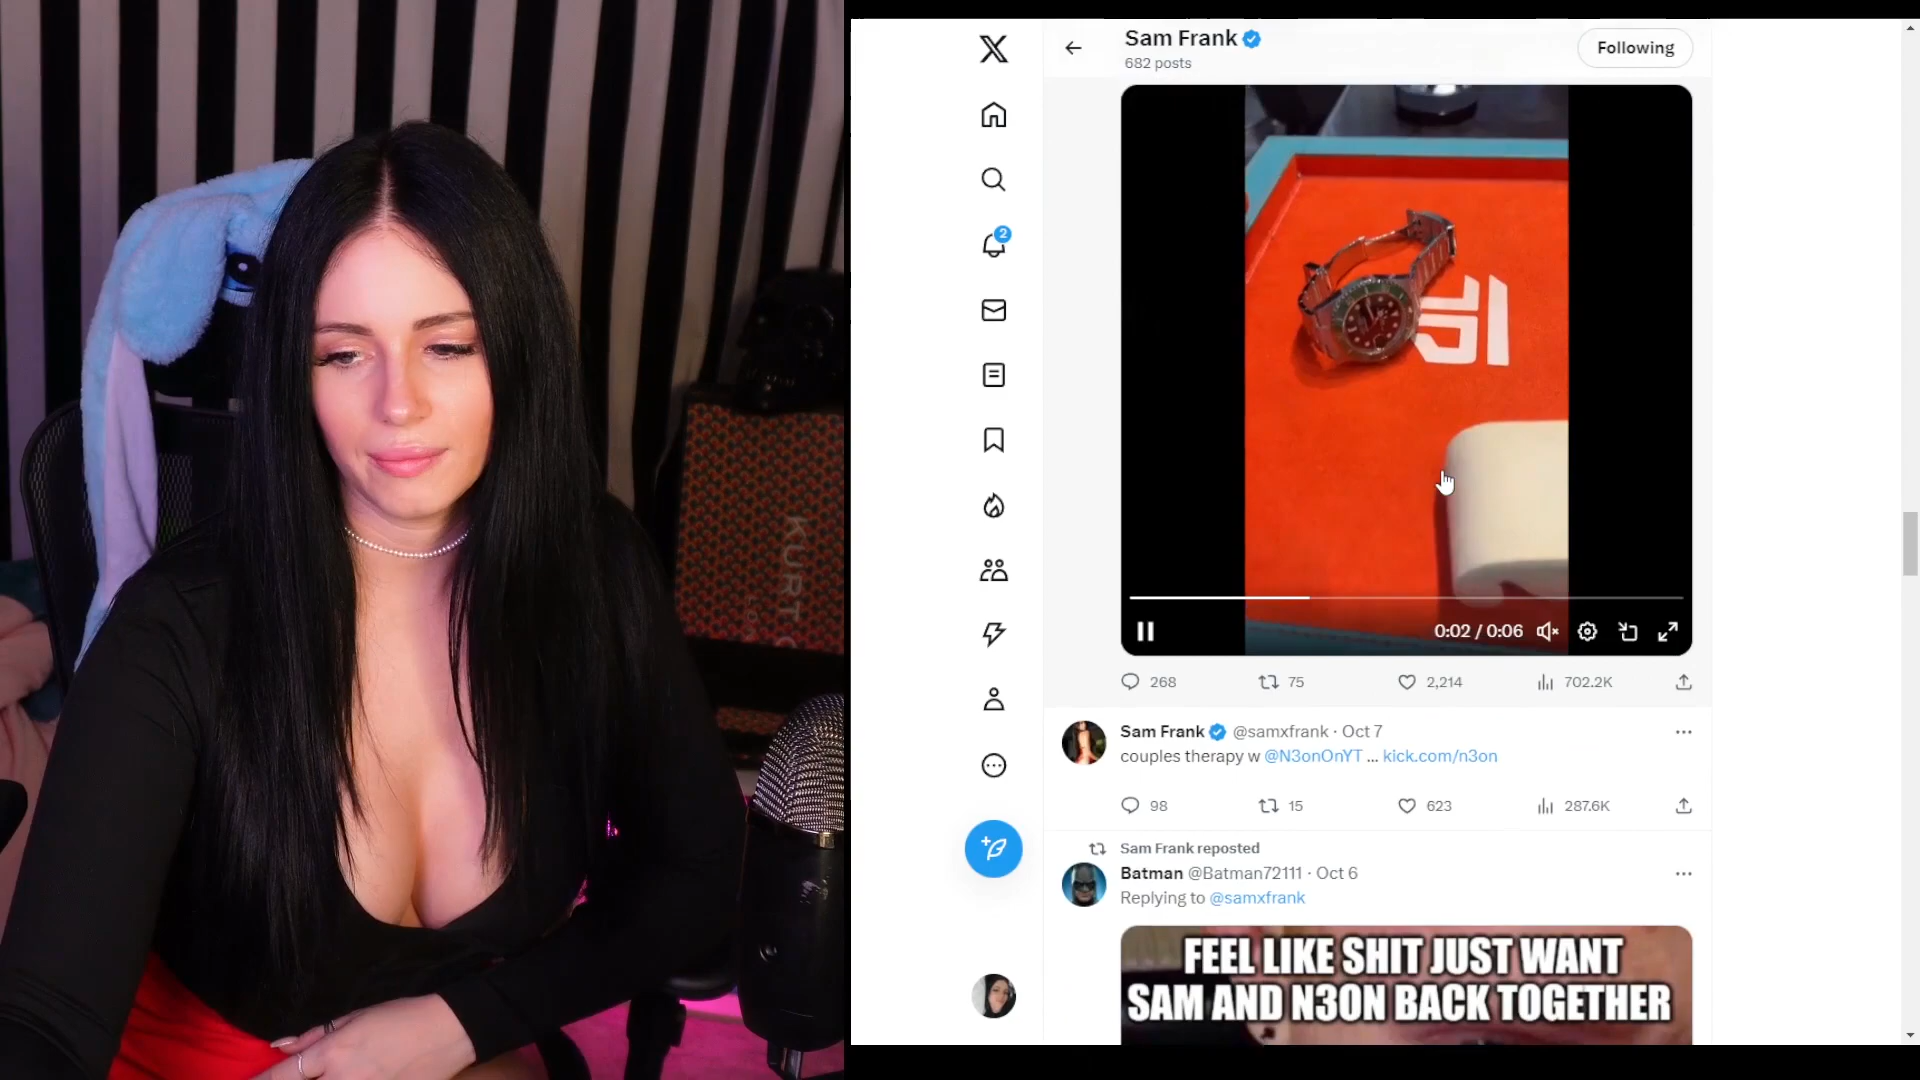 KURT
Sam Frank
682 posts
Following
2
0:02 / 0:06
268
75
2,214
702.2K
Sam Frank @samxfrank · Oct 7
couples therapy w @N3onOnYT ... kick.com/n3on
98
15
623
287.6K
Sam Frank reposted
Batman @Batman72111 · Oct 6
Replying to @samxfrank
FEEL LIKE SHIT JUST WANT
SAM AND N3ON BACK TOGETHER